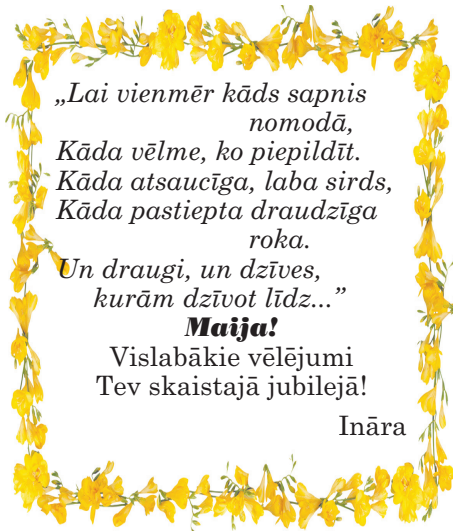 „Lai vienmēr kāds sapnis
nomodā,
Kāda vēlme, ko piepildīt.
Kāda atsaucīga, laba sirds,
Kāda pastiepta draudzīga
roka.
Un draugi, un dzīves,
kurām dzīvot līdz...”
Maija!
Vislabākie vēlējumi
Tev skaistajā jubilejā!
Ināra